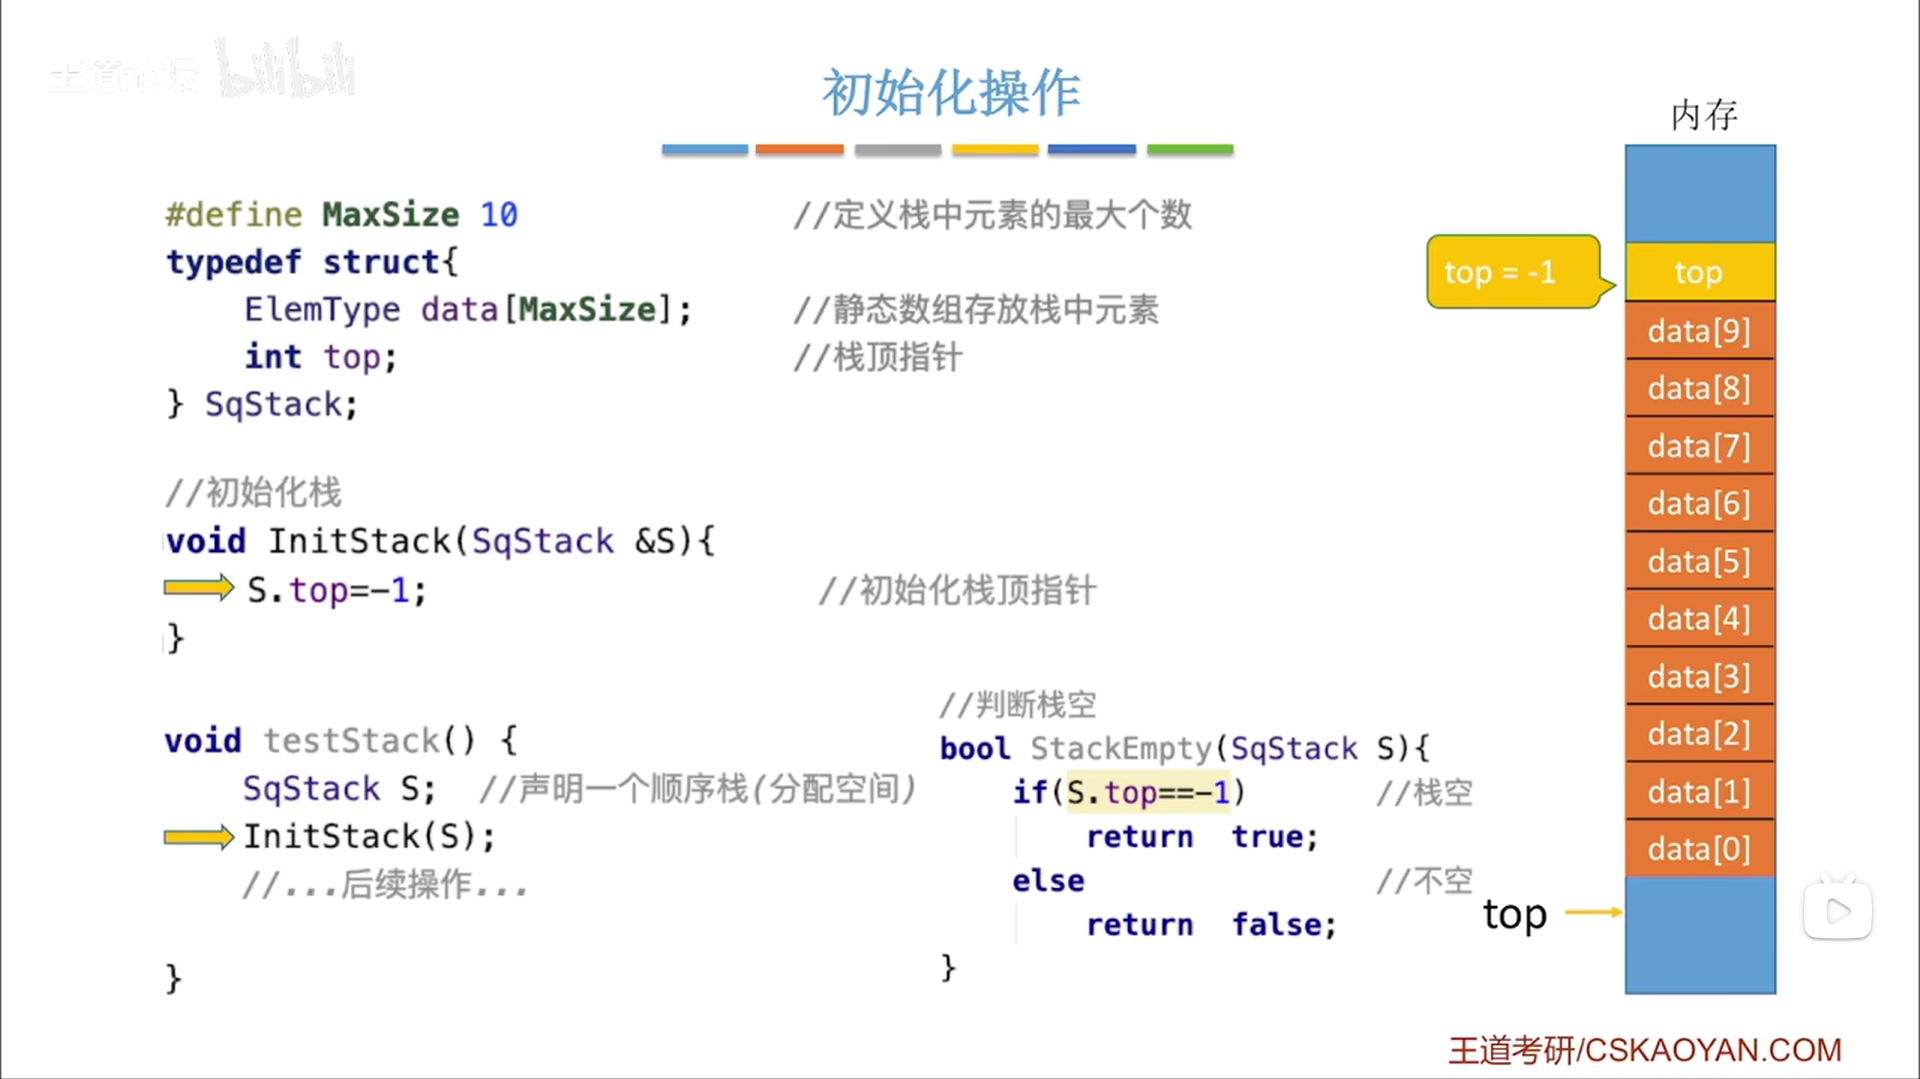 王道论坛 bilibili
初始化操作
#define MaxSize 10 //定义栈中元素的最大个数
typedef struct{
ElemType data[MaxSize]; //静态数组存放栈中元素
int top; //栈顶指针
} SqStack;
//初始化栈
void InitStack(SqStack &S){
S.top=-1; //初始化栈顶指针
}
void testStack() {
SqStack S; //声明一个顺序栈(分配空间)
InitStack(S);
//...后续操作...
}
//判断栈空
bool StackEmpty(SqStack S){
if(S.top==-1) //栈空
return true;
else //不空
return false;
}
内存
top = -1
top
data[9]
data[8]
data[7]
data[6]
data[5]
data[4]
data[3]
data[2]
data[1]
data[0]
top
王道考研/CSKAOYAN.COM